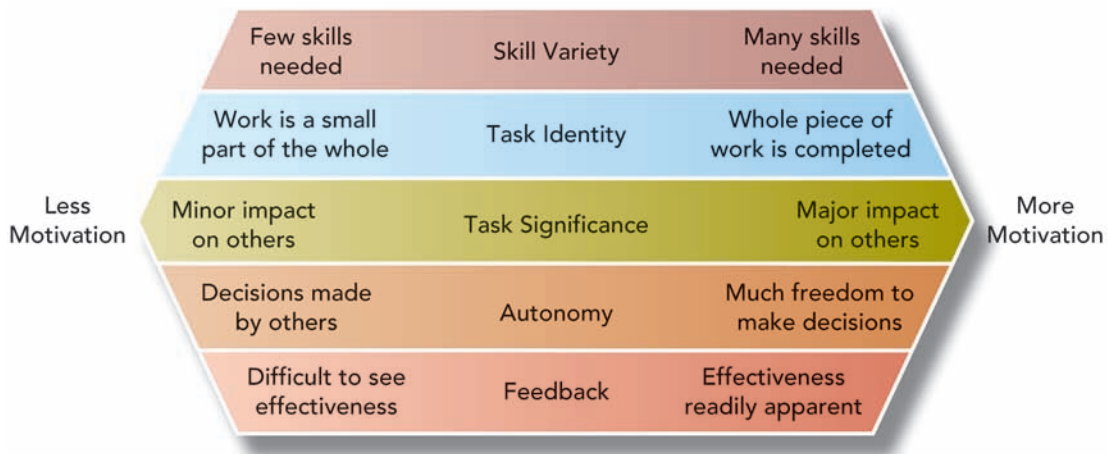 Few skills
needed
Skill Variety
Many skills
needed
Work is a small
part of the whole
Task Identity
Whole piece of
work is completed
Less
Motivation
Minor impact
on others
Task Significance
Major impact
on others
More
Motivation
Decisions made
by others
Autonomy
Much freedom to
make decisions
Difficult to see
effectiveness
Feedback
Effectiveness
readily apparent